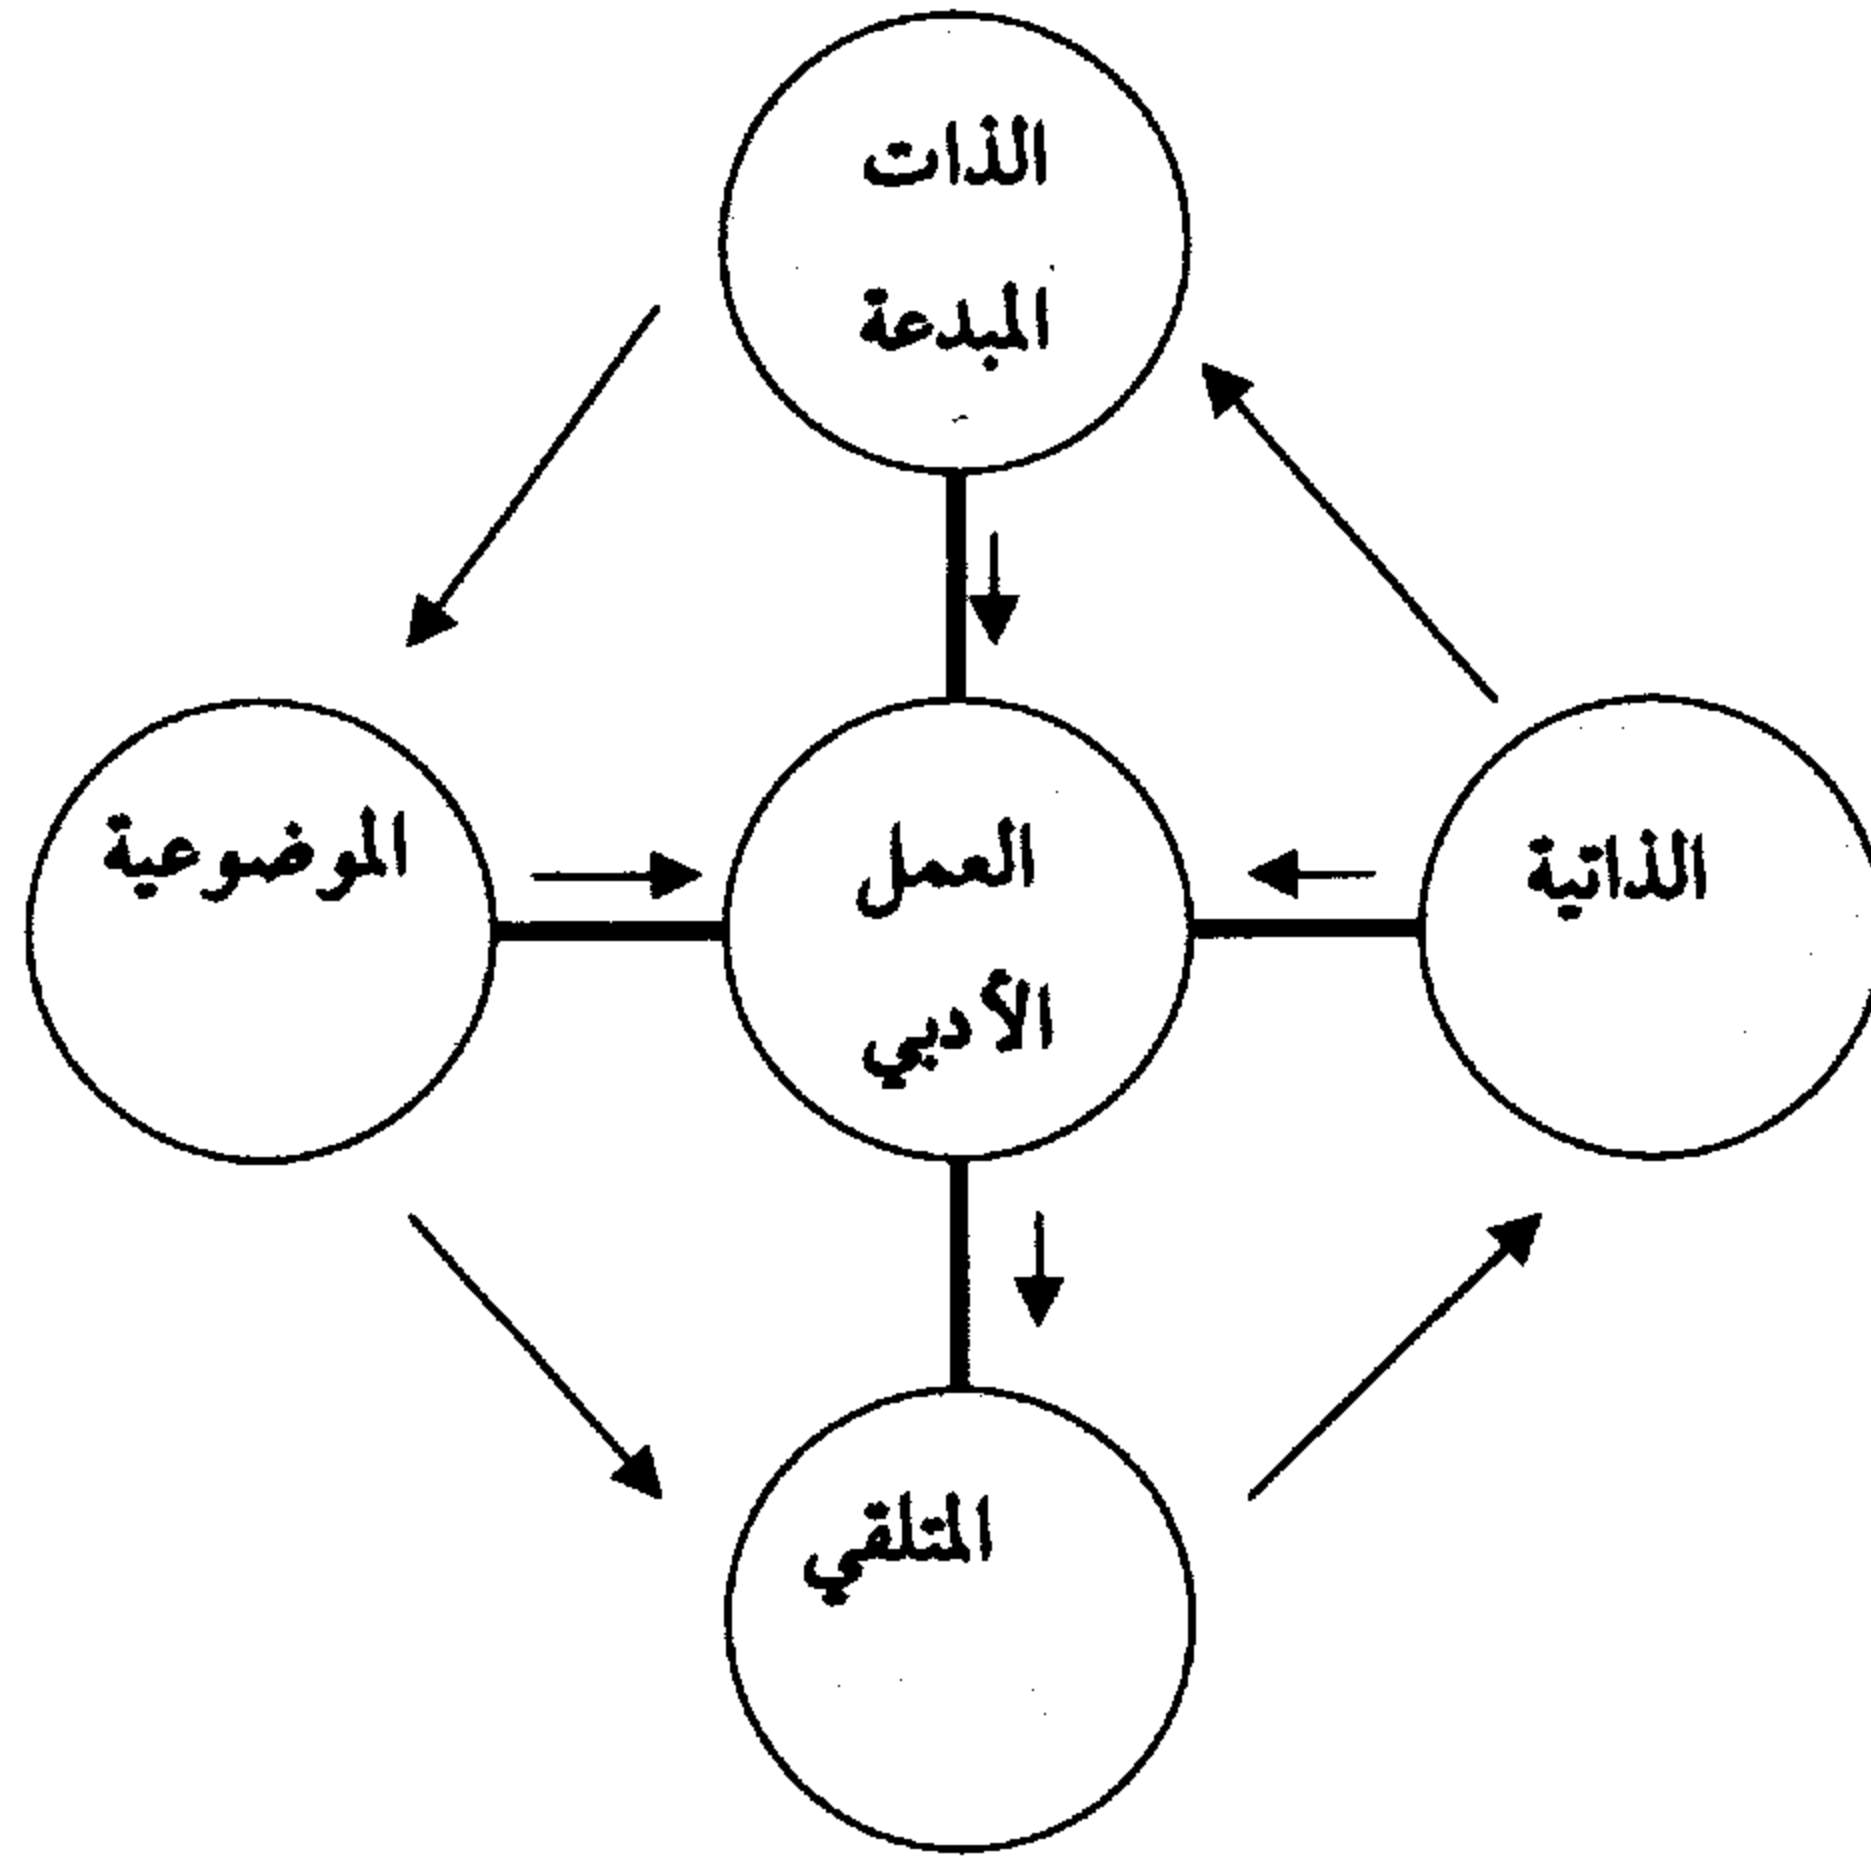 الذات
المبدعة
الذاتية
العمل
الأدبي
الموضوعية
المتلقي